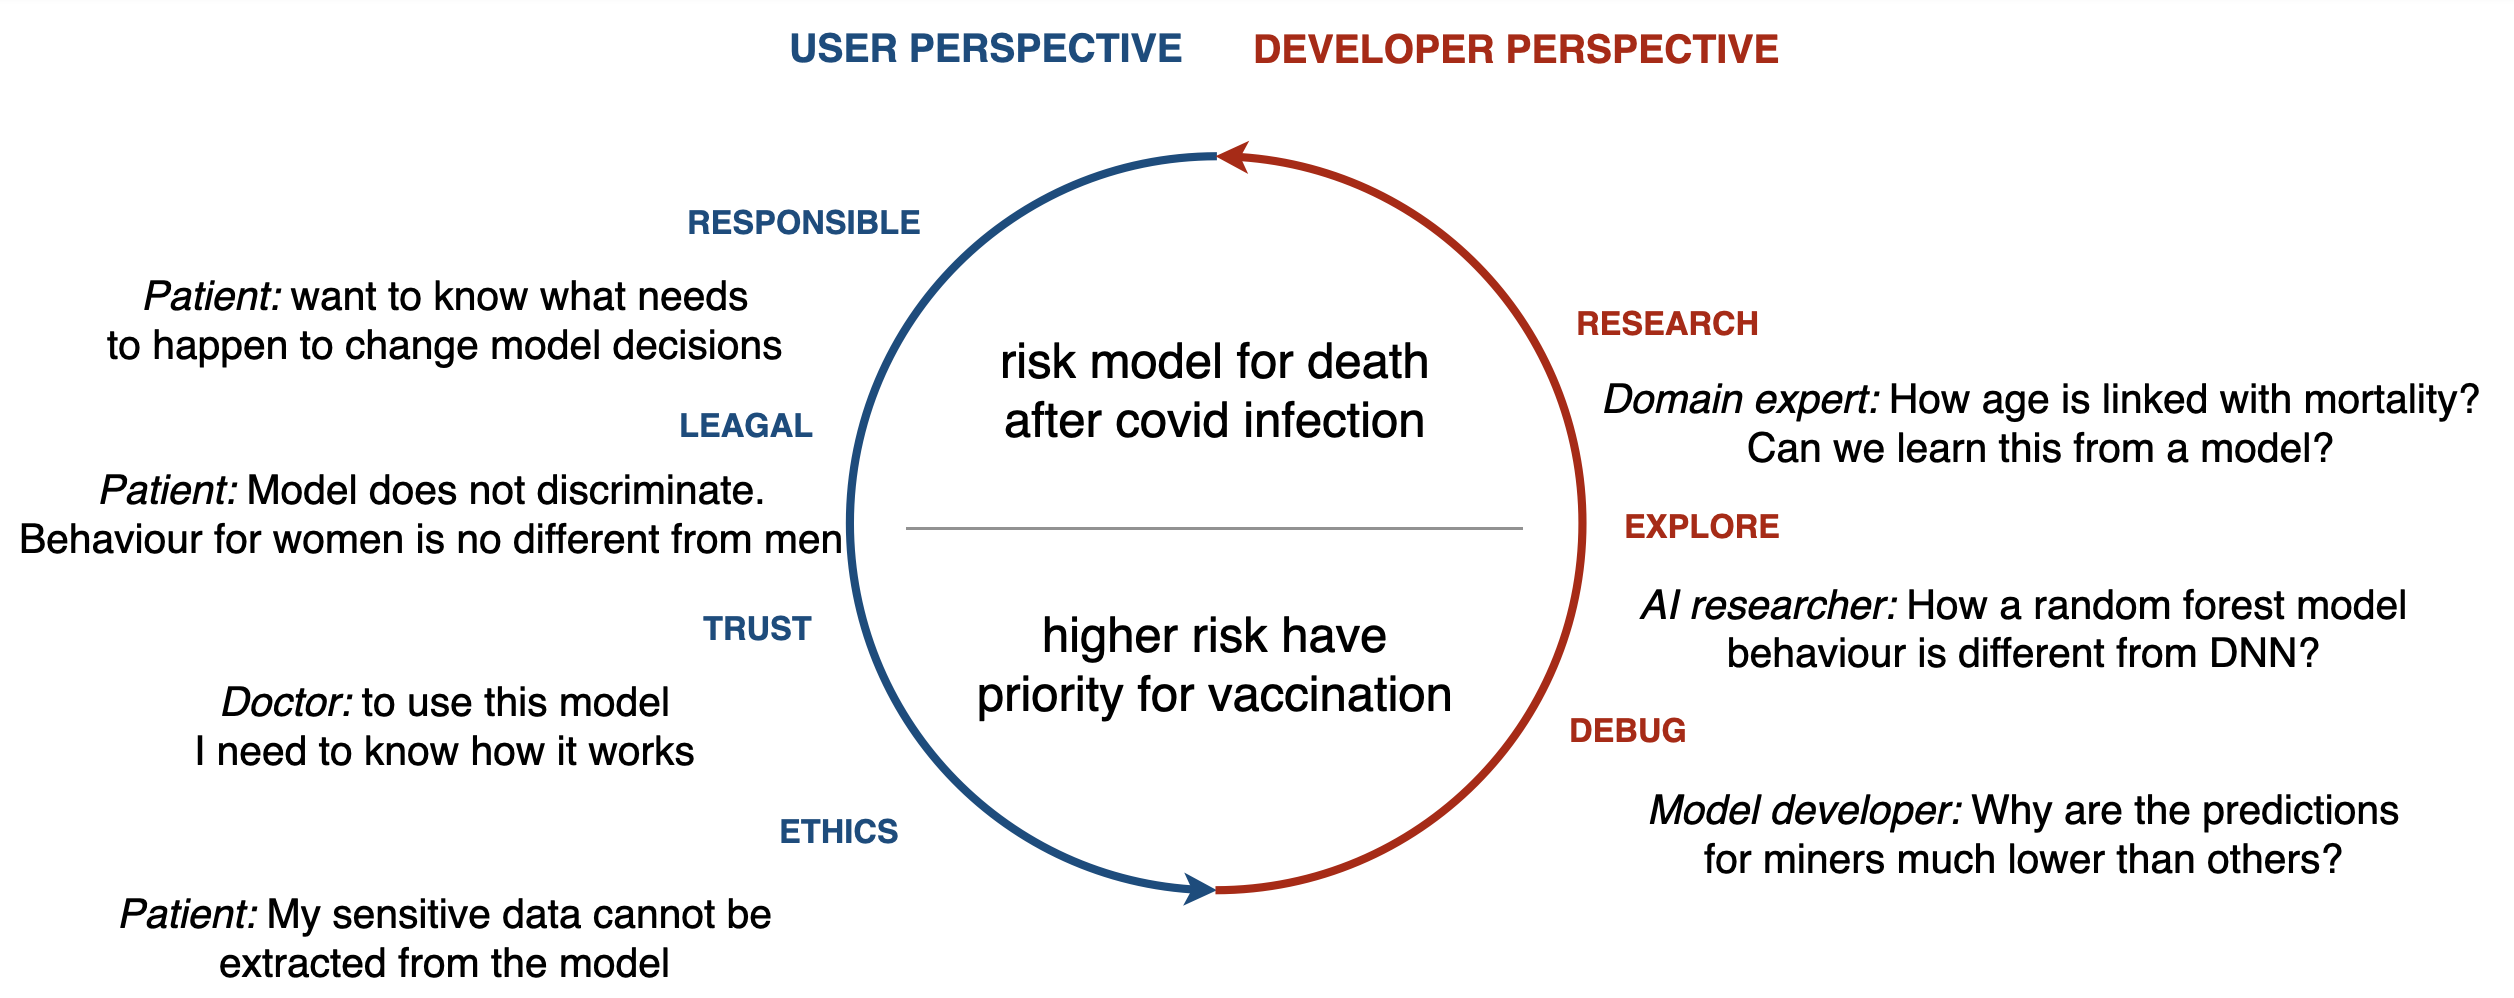 USER PERSPECTIVE
DEVELOPER PERSPECTIVE
RESPONSIBLE
Patient: want to know what needs
to happen to change model decisions
LEAGAL
Patient: Model does not discriminate.
Behaviour for women is no different from men
TRUST
Doctor: to use this model
I need to know how it works
ETHICS
Patient: My sensitive data cannot be
extracted from the model
risk model for death
after covid infection
higher risk have
priority for vaccination
RESEARCH
Domain expert: How age is linked with mortality?
Can we learn this from a model?
EXPLORE
AI researcher: How a random forest model
behaviour is different from DNN?
DEBUG
Model developer: Why are the predictions
for miners much lower than others?